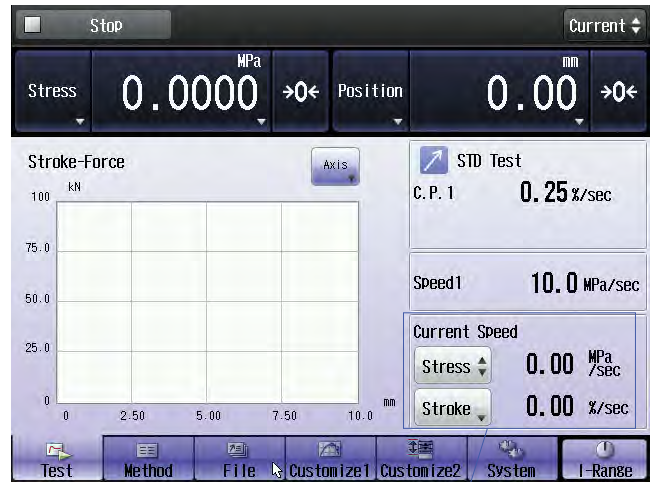 Stop
Current
Stress
MPa
0.0000
→0←
Position
mm
0.00
→0←
Stroke-Force
Axis
kN
100
75.0
50.0
25.0
0
0 2.50 5.00 7.50 10.0 mm
STD Test
C.P.1 0.25 %/sec
Speed1 10.0 MPa/sec
Current Speed
Stress 0.00 MPa/sec
Stroke 0.00 %/sec
Test Method File Customize1 Customize2 System I-Range